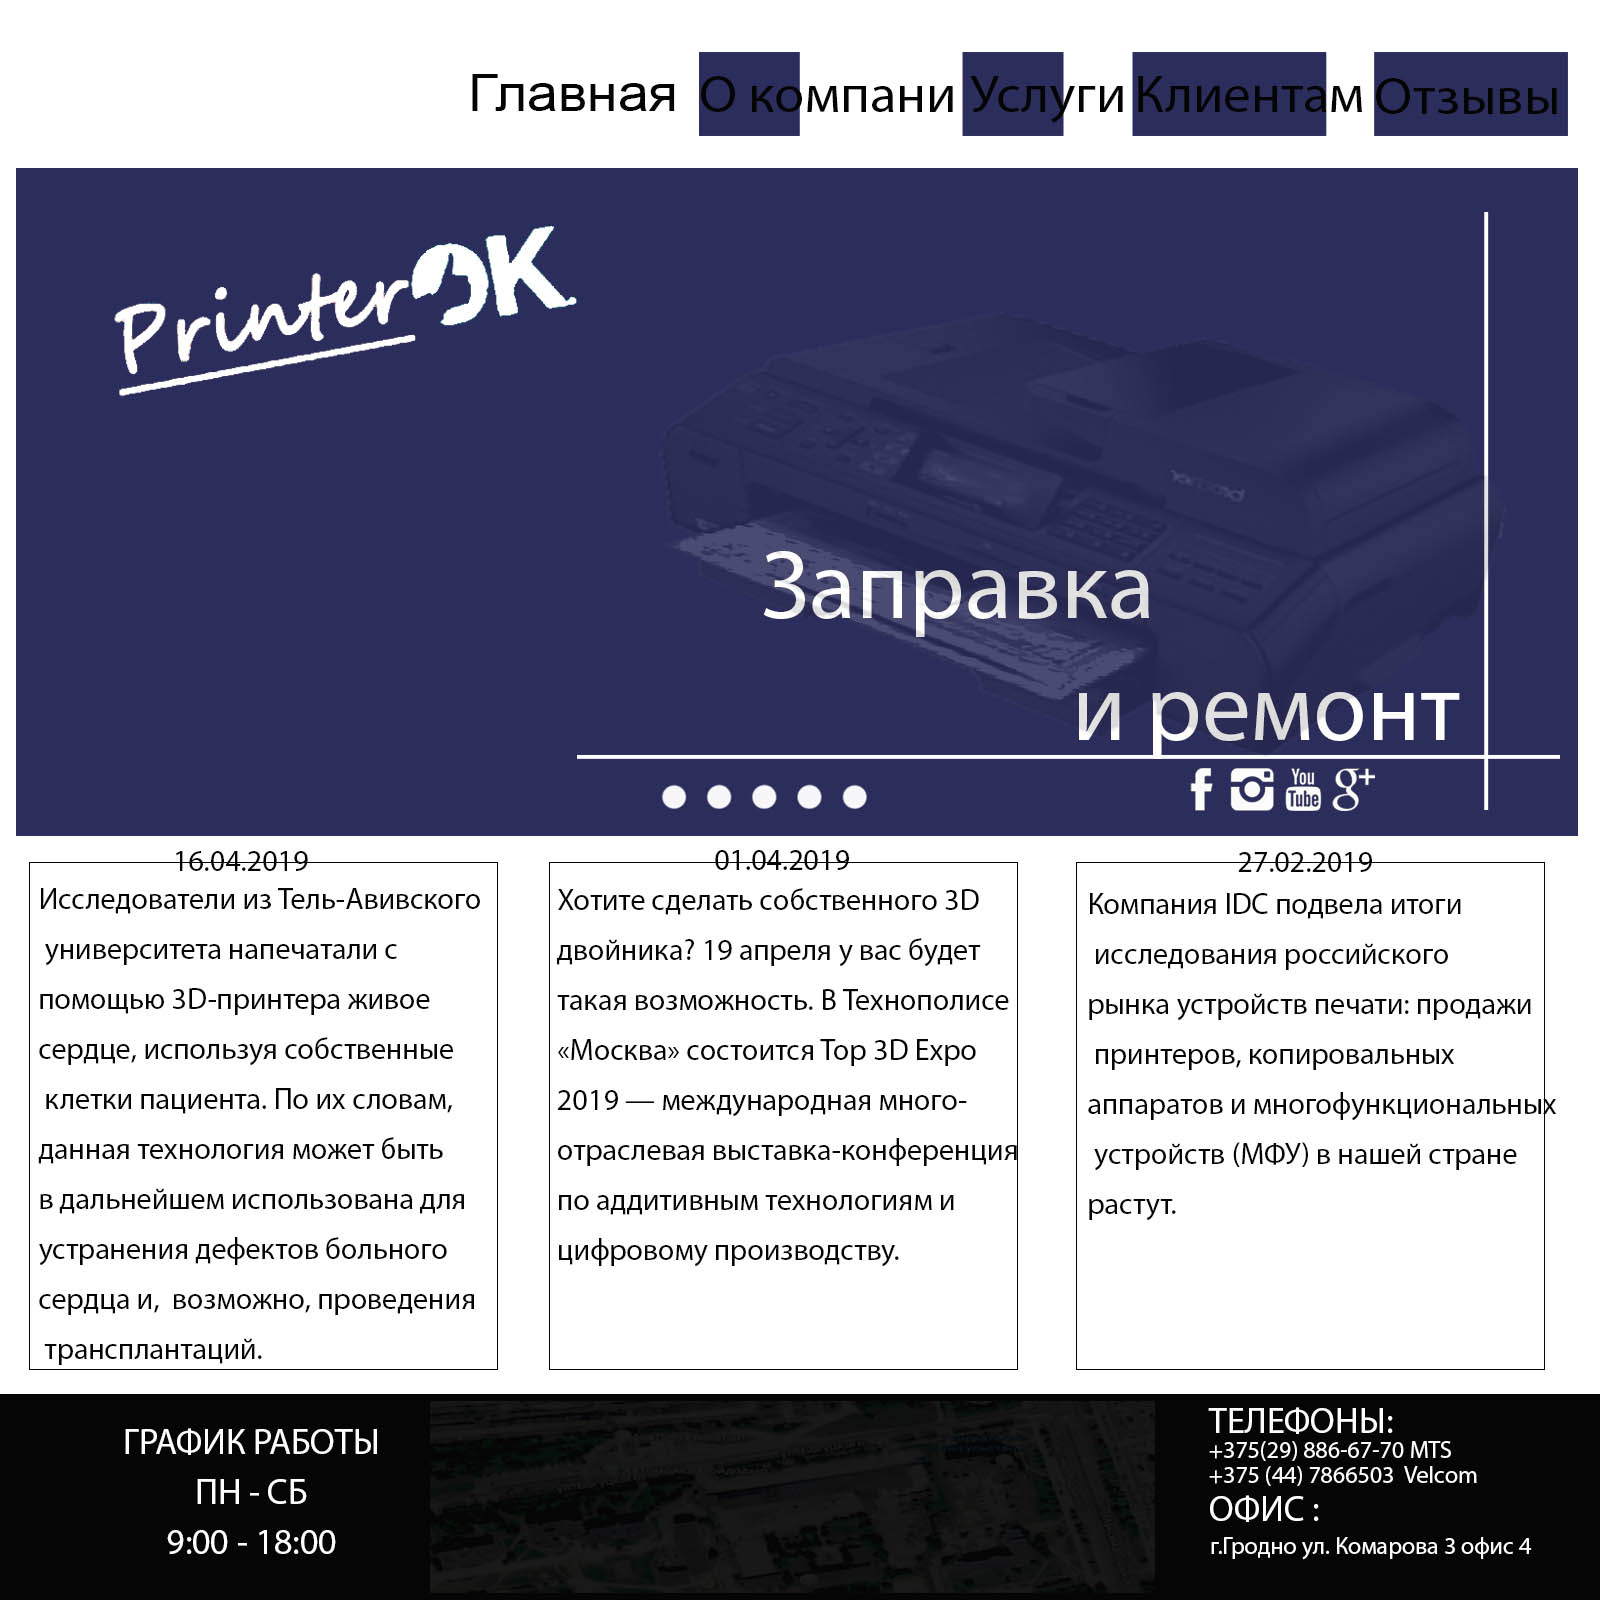 Главная О компани Услуги Клиентам Отзывы
PrinterOK
Заправка
и ремонт
f You Tube g+
16.04.2019
Исследователи из Тель-Авивского
университета напечатали с
помощью 3D-принтера живое
сердце, используя собственные
клетки пациента. По их словам,
данная технология может быть
в дальнейшем использована для
устранения дефектов больного
сердца и, возможно, проведения
трансплантаций.
01.04.2019
Хотите сделать собственного 3D
двойника? 19 апреля у вас будет
такая возможность. В Технополисе
«Москва» состоится Top 3D Expo
2019 — международная много-
отраслевая выставка-конференция
по аддитивным технологиям и
цифровому производству.
27.02.2019
Компания IDC подвела итоги
исследования российского
рынка устройств печати: продажи
принтеров, копировальных
аппаратов и многофункциональных
устройств (МФУ) в нашей стране
растут.
ГРАФИК РАБОТЫ
ПН - СБ
9:00 - 18:00
ТЕЛЕФОНЫ:
+375(29) 886-67-70 MTS
+375 (44) 7866503 Velcom
ОФИС :
г.Гродно ул. Комарова 3 офис 4